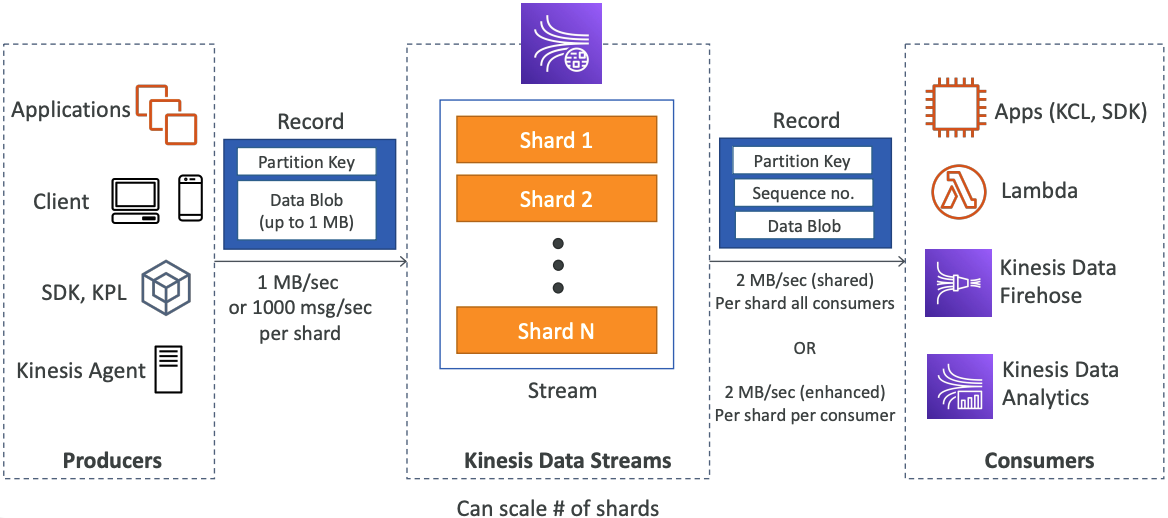 Applications
Client
SDK, KPL
Kinesis Agent
Producers
Record
Partition Key
Data Blob
(up to 1 MB)
1 MB/sec
or 1000 msg/sec
per shard
Shard 1
Shard 2
Shard N
Stream
Kinesis Data Streams
Can scale # of shards
Record
Partition Key
Sequence no.
Data Blob
2 MB/sec (shared)
Per shard all consumers
OR
2 MB/sec (enhanced)
Per shard per consumer
Apps (KCL, SDK)
Lambda
Kinesis Data
Firehose
Kinesis Data
Analytics
Consumers